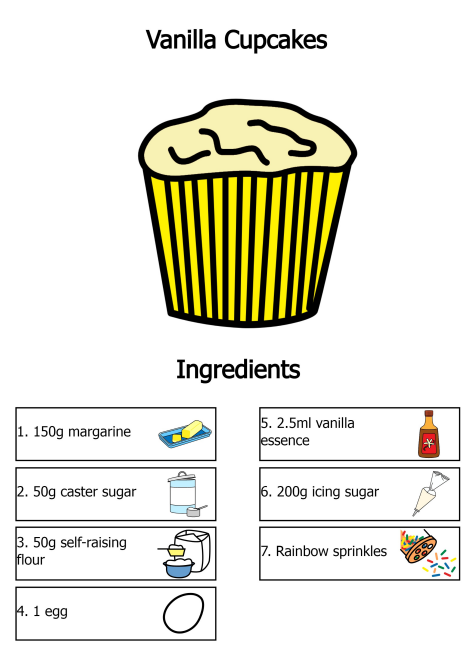 Vanilla Cupcakes
Ingredients
1. 150g margarine
2. 50g caster sugar
3. 50g self-raising
flour
4. 1 egg
5. 2.5ml vanilla
essence
6. 200g icing sugar
7. Rainbow sprinkles